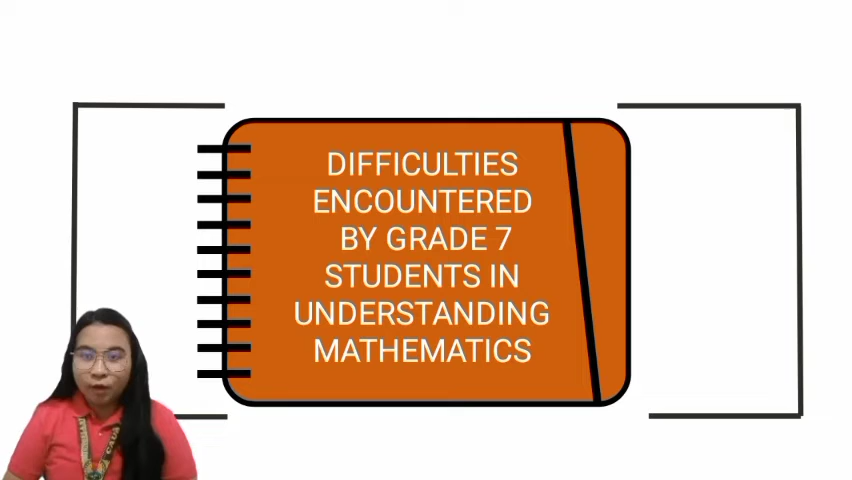 DIFFICULTIES
ENCOUNTERED
BY GRADE 7
STUDENTS IN
UNDERSTANDING
MATHEMATICS